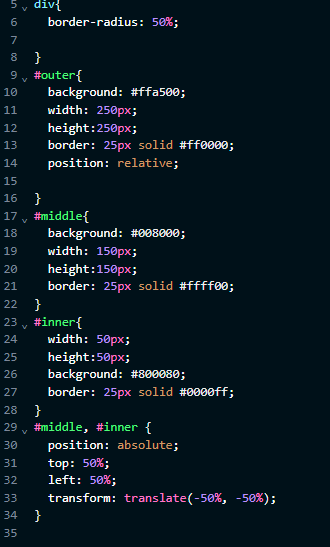 5 div{
6 border-radius: 50%;
7
8 }
9 #outer{
10 background: #ffa500;
11 width: 250px;
12 height:250px;
13 border: 25px solid #ff0000;
14 position: relative;
15
16 }
17 #middle{
18 background: #008000;
19 width: 150px;
20 height:150px;
21 border: 25px solid #ffff00;
22 }
23 #inner{
24 width: 50px;
25 height:50px;
26 background: #800080;
27 border: 25px solid #0000ff;
28 }
29 #middle, #inner {
30 position: absolute;
31 top: 50%;
32 left: 50%;
33 transform: translate(-50%, -50%);
34 }
35